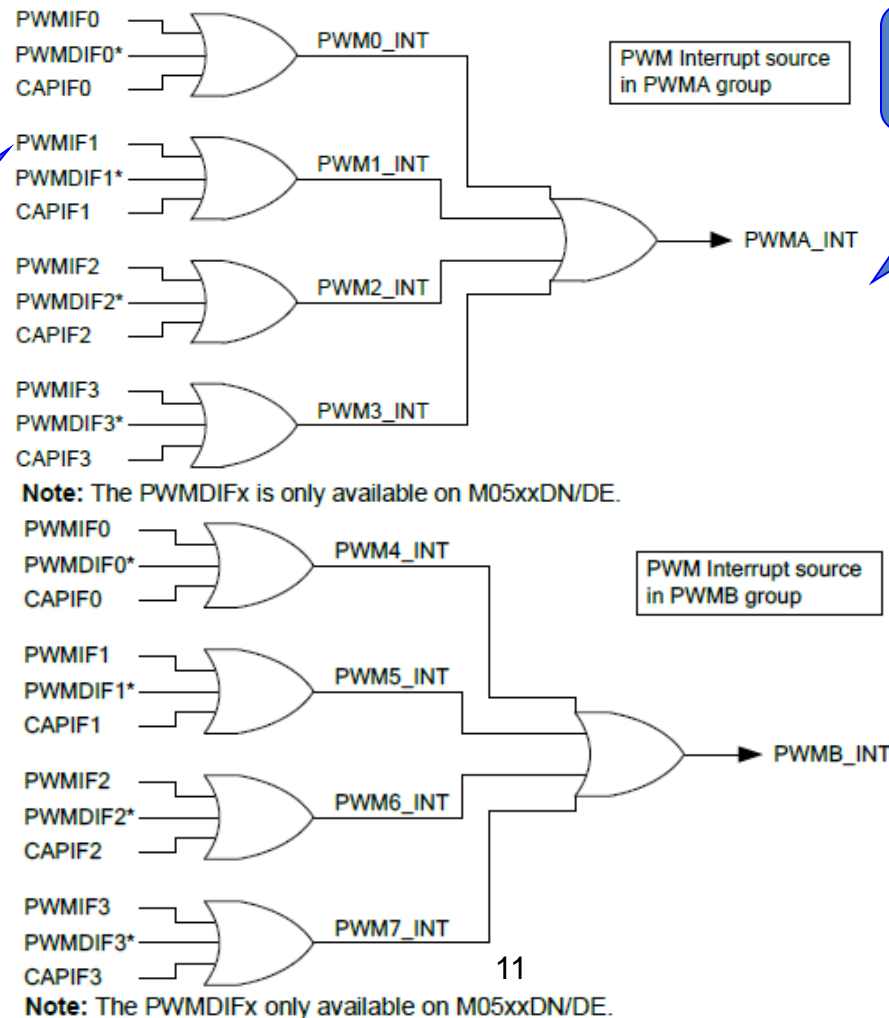 PWMIF0
PWMDIF0*
CAPIF0
PWM0_INT
PWM Interrupt source
in PWMA group
PWMIF1
PWMDIF1*
CAPIF1
PWM1_INT
PWMA_INT
PWMIF2
PWMDIF2*
CAPIF2
PWM2_INT
PWMIF3
PWMDIF3*
CAPIF3
PWM3_INT
Note: The PWMDIFx is only available on M05xxDN/DE.
PWMIF0
PWMDIF0*
CAPIF0
PWM4_INT
PWM Interrupt source
in PWMB group
PWMIF1
PWMDIF1*
CAPIF1
PWM5_INT
PWMB_INT
PWMIF2
PWMDIF2*
CAPIF2
PWM6_INT
PWMIF3
PWMDIF3*
CAPIF3
PWM7_INT
11
Note: The PWMDIFx only available on M05xxDN/DE.